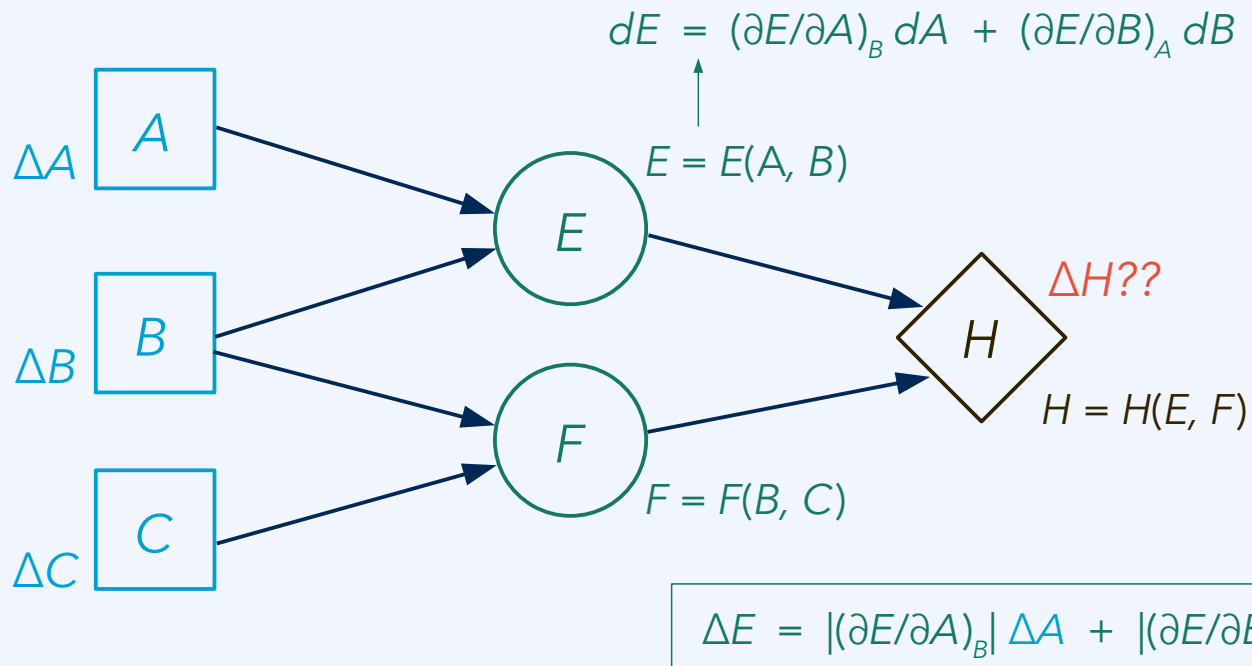 dE = (∂E/∂A)_B dA + (∂E/∂B)_A dB
A
ΔA
E = E(A, B)
E
B
ΔB
ΔH??
H
H = H(E, F)
F
F = F(B, C)
C
ΔC
ΔE = |(∂E/∂A)_B| ΔA + |(∂E/∂